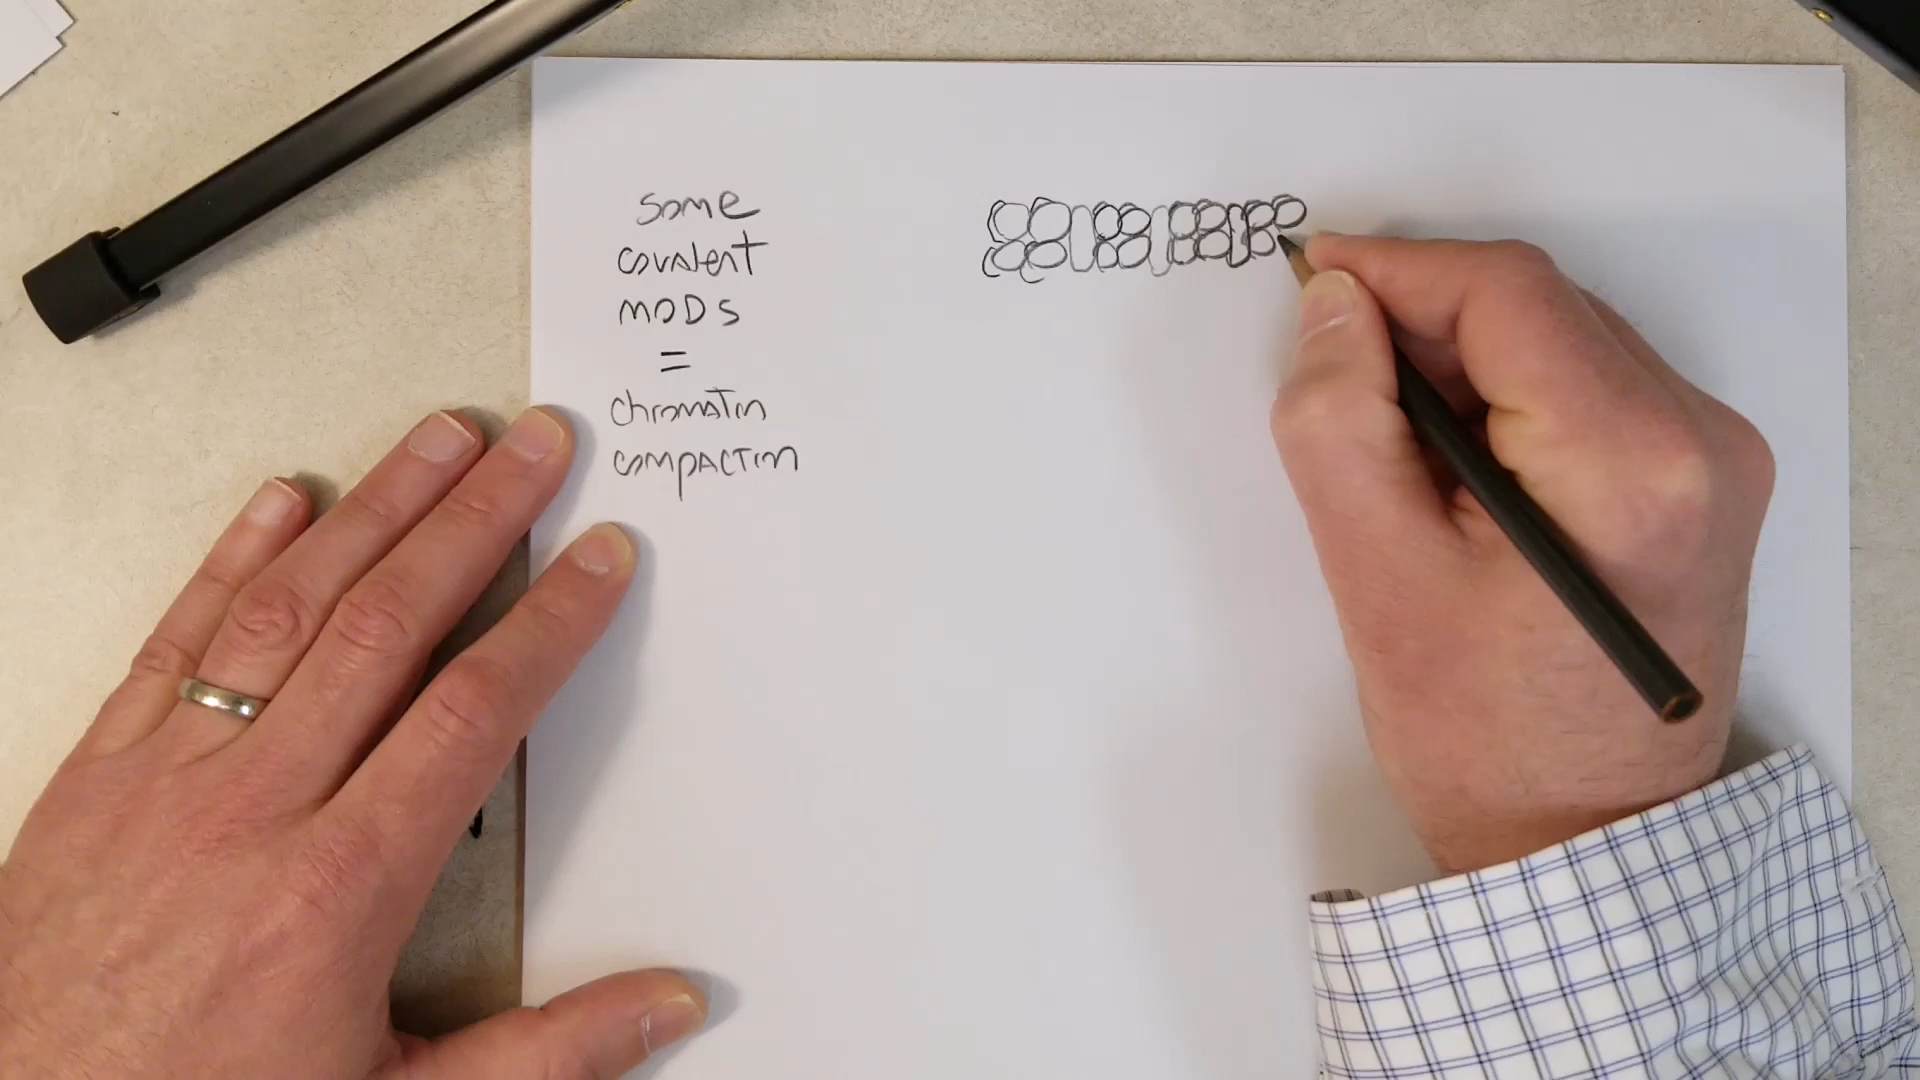 some
covalent
MODS
=
chromatin
compaction